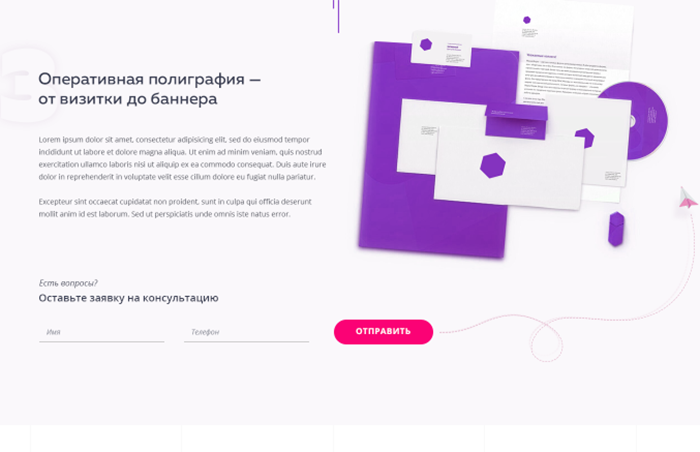 Оперативная полиграфия —
от визитки до баннера
Lorem ipsum dolor sit amet, consectetur adipisicing elit, sed do eiusmod tempor
incididunt ut labore et dolore magna aliqua. Ut enim ad minim veniam, quis nostrud
exercitation ullamco laboris nisi ut aliquip ex ea commodo consequat. Duis aute irure
dolor in reprehenderit in voluptate velit esse cillum dolore eu fugiat nulla pariatur.
Excepteur sint occaecat cupidatat non proident, sunt in culpa qui officia deserunt
mollit anim id est laborum. Sed ut perspiciatis unde omnis iste natus error.
Есть вопросы?
Оставьте заявку на консультацию
Имя
Телефон
ОТПРАВИТЬ